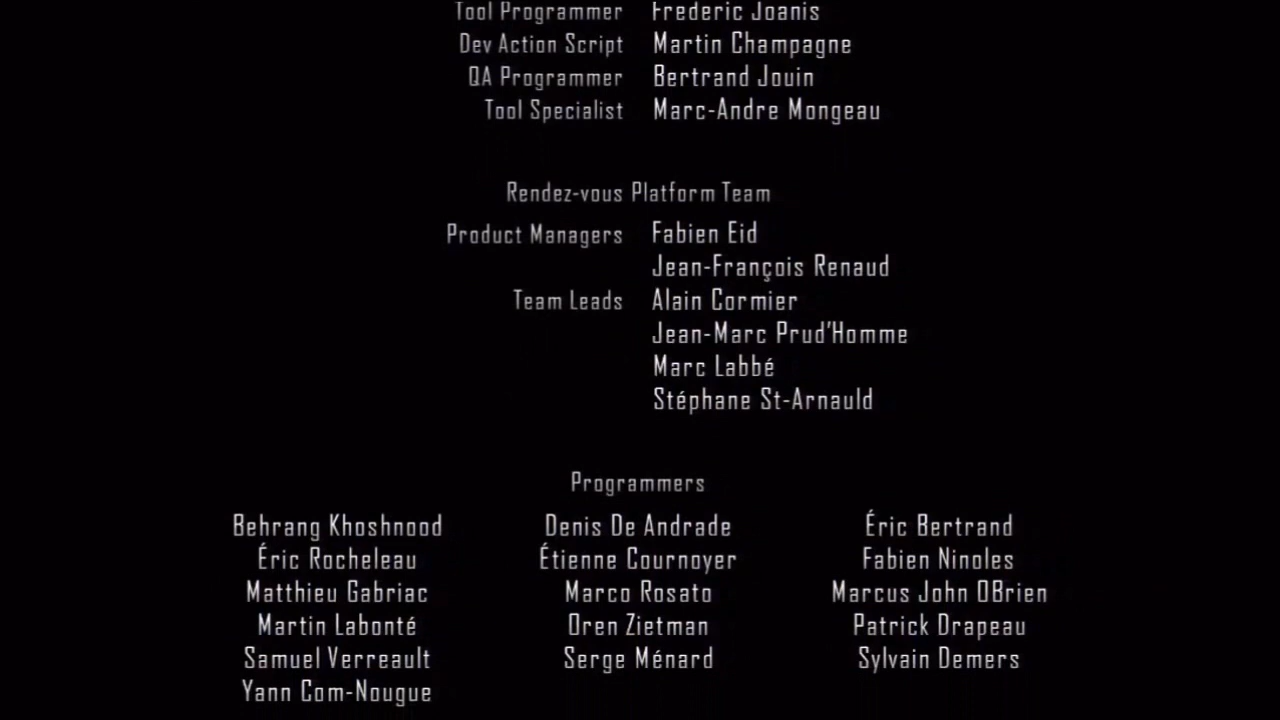 Tool Programmer Frederic Joanis
Dev Action Script Martin Champagne
QA Programmer Bertrand Jouin
Tool Specialist Marc-Andre Mongeau
Rendez-vous Platform Team
Product Managers Fabien Eid
Jean-François Renaud
Team Leads Alain Cormier
Jean-Marc Prud'Homme
Marc Labbé
Stéphane St-Arnauld
Programmers
Behrang Khoshnood Denis De Andrade Éric Bertrand
Éric Rocheleau Étienne Cournoyer Fabien Ninoles
Matthieu Gabriac Marco Rosato Marcus John OBrien
Martin Labonté Oren Zietman Patrick Drapeau
Samuel Verreault Serge Ménard Sylvain Demers
Yann Com-Nougue